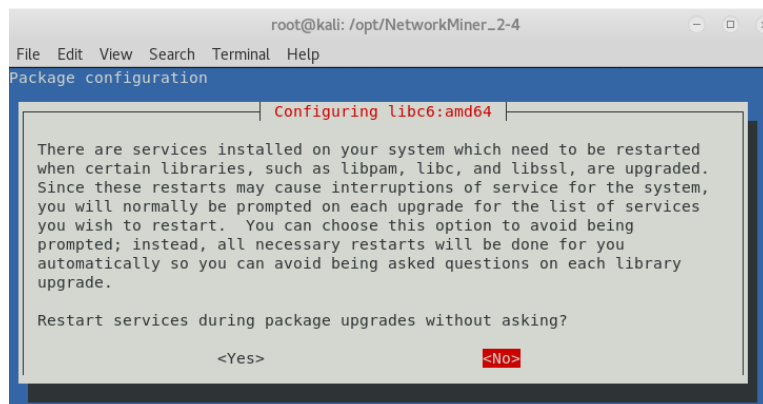 root@kali: /opt/NetworkMiner_2-4
File Edit View Search Terminal Help
Package configuration
Configuring libc6:amd64
There are services installed on your system which need to be restarted
when certain libraries, such as libpam, libc, and libssl, are upgraded.
Since these restarts may cause interruptions of service for the system,
you will normally be prompted on each upgrade for the list of services
you wish to restart.  You can choose this option to avoid being
prompted; instead, all necessary restarts will be done for you
automatically so you can avoid being asked questions on each library
upgrade.
Restart services during package upgrades without asking?
<Yes> <No>